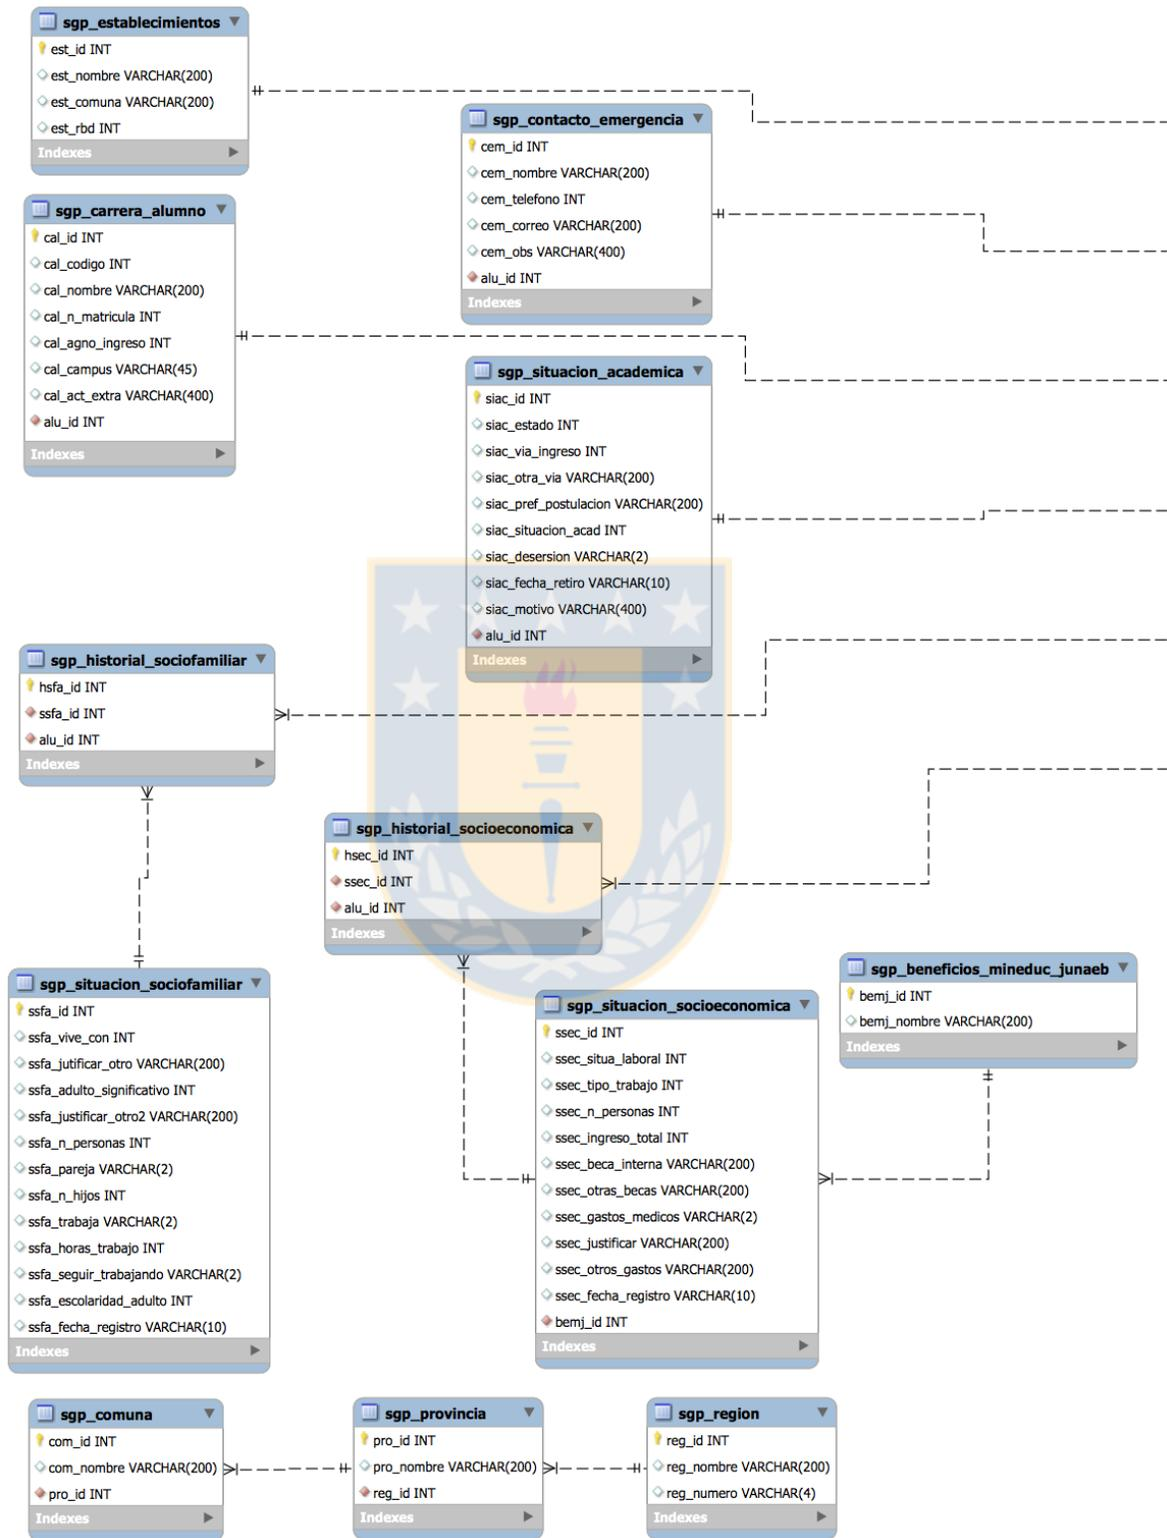 sgp_establecimientos
est_id INT
est_nombre VARCHAR(200)
est_comuna VARCHAR(200)
est_rbd INT
Indexes
sgp_contacto_emergencia
cem_id INT
cem_nombre VARCHAR(200)
cem_telefono INT
cem_correo VARCHAR(200)
cem_obs VARCHAR(400)
alu_id INT
Indexes
sgp_carrera_alumno
cal_id INT
cal_codigo INT
cal_nombre VARCHAR(200)
cal_n_matricula INT
cal_agno_ingreso INT
cal_campus VARCHAR(45)
cal_act_extra VARCHAR(400)
alu_id INT
Indexes
sgp_situacion_academica
siac_id INT
siac_estado INT
siac_via_ingreso INT
siac_otra_via VARCHAR(200)
siac_pref_postulacion VARCHAR(200)
siac_situacion_acad INT
siac_desersion VARCHAR(2)
siac_fecha_retiro VARCHAR(10)
siac_motivo VARCHAR(400)
alu_id INT
Indexes
sgp_historial_sociofamiliar
hsfa_id INT
ssfa_id INT
alu_id INT
Indexes
sgp_historial_socioeconomica
hsec_id INT
ssec_id INT
alu_id INT
Indexes
sgp_situacion_sociofamiliar
ssfa_id INT
ssfa_vive_con INT
ssfa_jutificar_otro VARCHAR(200)
ssfa_adulto_significativo INT
ssfa_justificar_otro2 VARCHAR(200)
ssfa_n_personas INT
ssfa_pareja VARCHAR(2)
ssfa_n_hijos INT
ssfa_trabaja VARCHAR(2)
ssfa_horas_trabajo INT
ssfa_seguir_trabajando VARCHAR(2)
ssfa_escolaridad_adulto INT
ssfa_fecha_registro VARCHAR(10)
Indexes
sgp_situacion_socioeconomica
ssec_id INT
ssec_situa_laboral INT
ssec_tipo_trabajo INT
ssec_n_personas INT
ssec_ingreso_total INT
ssec_beca_interna VARCHAR(200)
ssec_otras_becas VARCHAR(200)
ssec_gastos_medicos VARCHAR(2)
ssec_justificar VARCHAR(200)
ssec_otros_gastos VARCHAR(200)
ssec_fecha_registro VARCHAR(10)
bemj_id INT
Indexes
sgp_beneficios_mineduc_junaeb
bemj_id INT
bemj_nombre VARCHAR(200)
Indexes
sgp_comuna
com_id INT
com_nombre VARCHAR(200)
pro_id INT
Indexes
sgp_provincia
pro_id INT
pro_nombre VARCHAR(200)
reg_id INT
Indexes
sgp_region
reg_id INT
reg_nombre VARCHAR(200)
reg_numero VARCHAR(4)
Indexes